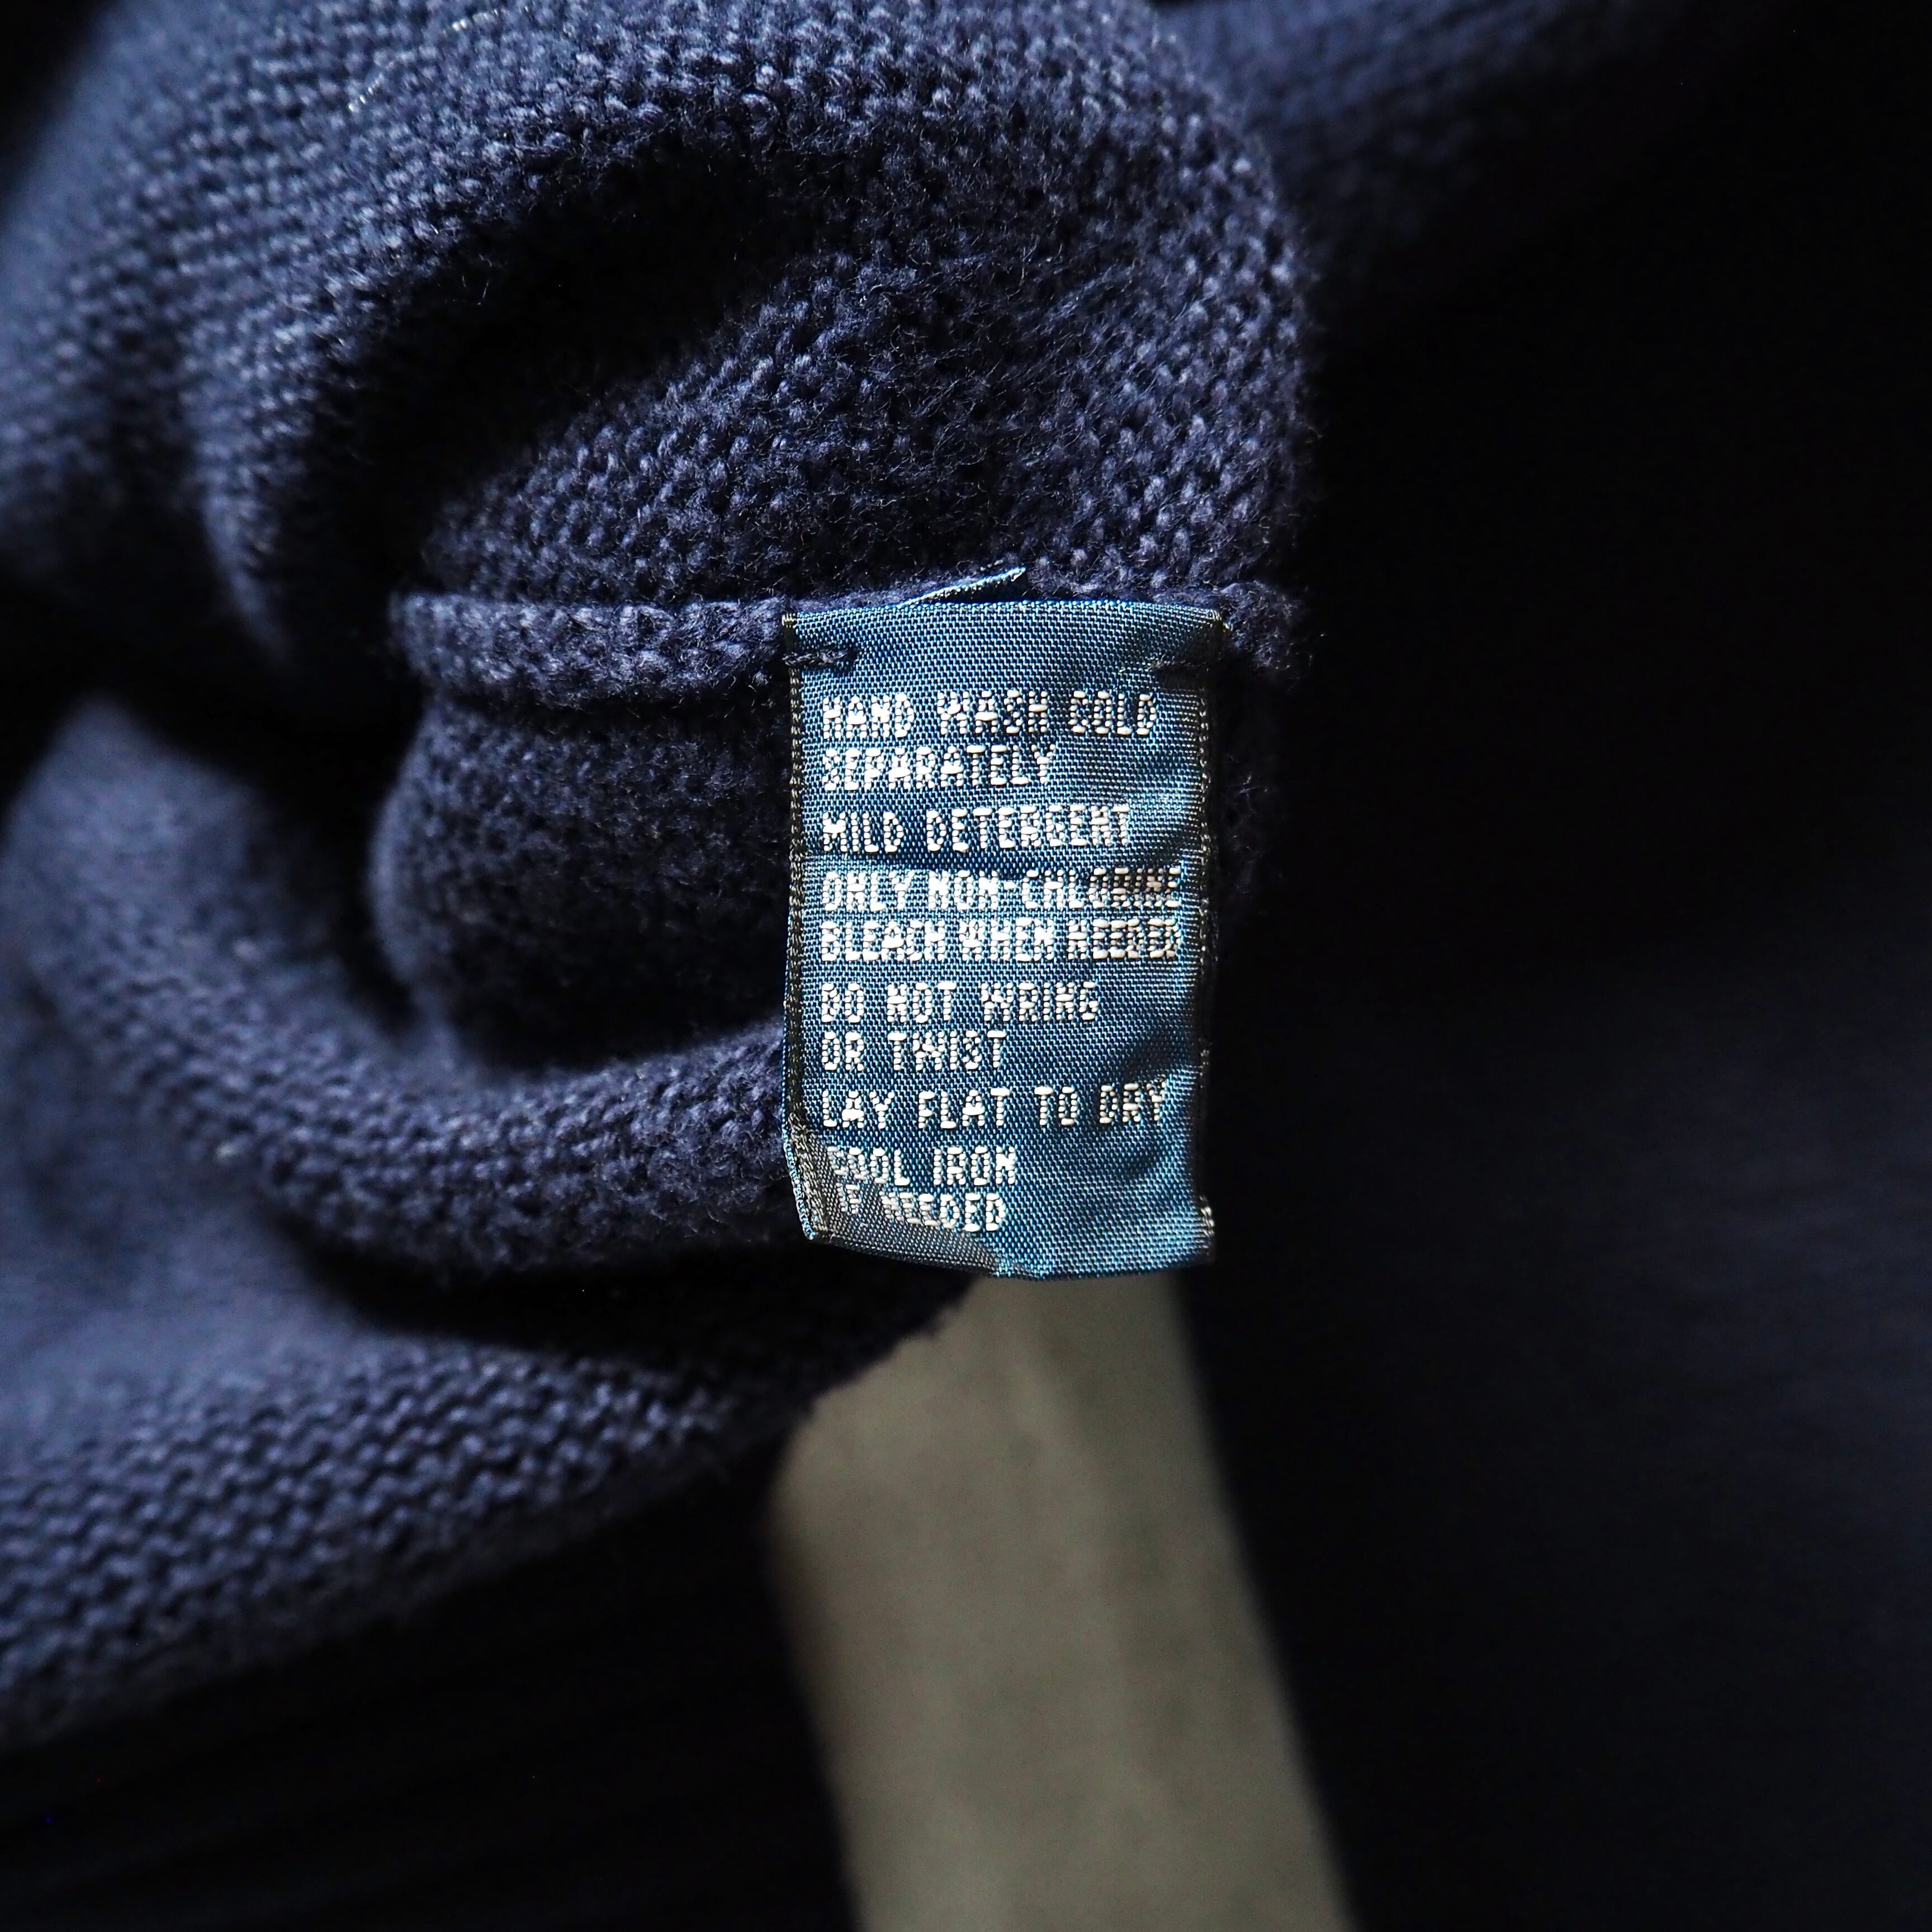 HAND WASH COLD
SEPARATELY
MILD DETERGENT
ONLY NON-CHLORINE
BLEACH WHEN NEEDED
DO NOT WRING
OR TWIST
LAY FLAT TO DRY
COOL IRON
IF NEEDED